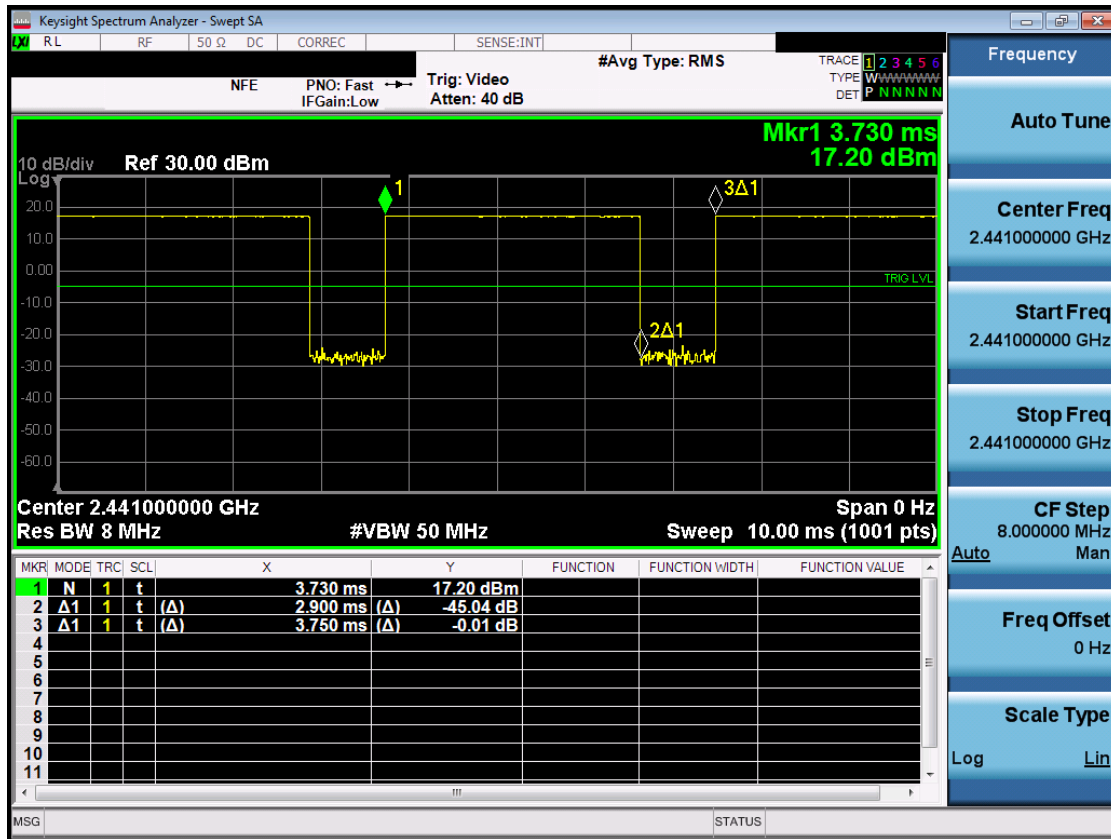 Keysight Spectrum Analyzer - Swept SA
LXI RL RF 50 Ω DC CORREC SENSE:INT
#Avg Type: RMS
NFE PNO: Fast Trig: Video
IFGain:Low Atten: 40 dB
TRACE 1 2 3 4 5 6
TYPE WWWWWW
DET P N N N N N
Mkr1 3.730 ms
17.20 dBm
10 dB/div Ref 30.00 dBm
Log
1
3Δ1
20.0
10.0
0.00
TRIG LVL
-10.0
-20.0
2Δ1
-30.0
-40.0
-50.0
-60.0
Center 2.441000000 GHz Span 0 Hz
Res BW 8 MHz #VBW 50 MHz Sweep 10.00 ms (1001 pts)
MKR MODE TRC SCL X Y FUNCTION FUNCTION WIDTH FUNCTION VALUE
1 N 1 t 3.730 ms 17.20 dBm
2 Δ1 1 t (Δ) 2.900 ms (Δ) -45.04 dB
3 Δ1 1 t (Δ) 3.750 ms (Δ) -0.01 dB
4
5
6
7
8
9
10
11
MSG STATUS
Frequency
Auto Tune
Center Freq
2.441000000 GHz
Start Freq
2.441000000 GHz
Stop Freq
2.441000000 GHz
CF Step
8.000000 MHz
Auto Man
Freq Offset
0 Hz
Scale Type
Log Lin